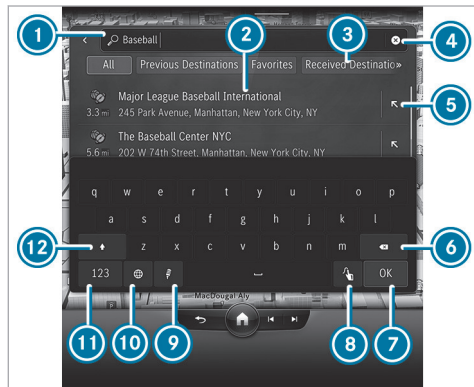 1
2
3
4
Baseball
All Previous Destinations Favorites Received Destinatio»
Major League Baseball International
5
3.3 mi 245 Park Avenue, Manhattan, New York City, NY
The Baseball Center NYC
5.6 mi 202 W 74th Street, Manhattan, New York City, NY
q w e r t y u i o p
a s d f g h j k l
12
z x c v b n m
6
123
OK
MacDougal Aly
11
10
9
8
7